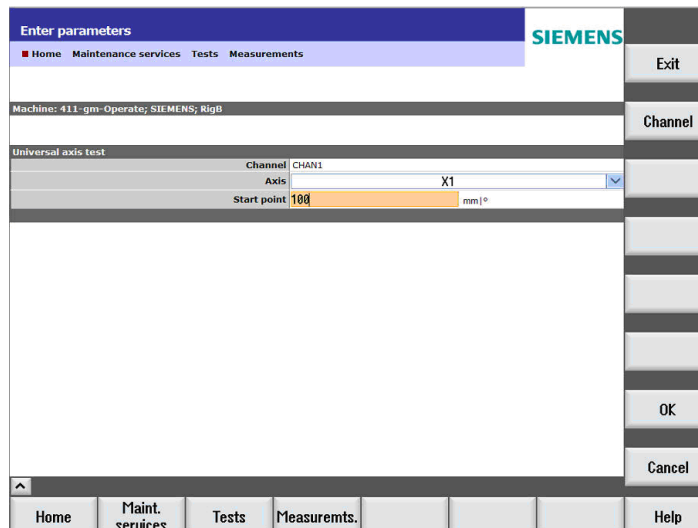 Enter parameters
SIEMENS
Home Maintenance services Tests Measurements
Exit
Machine: 411-gm-Operate; SIEMENS; RigB
Channel
Universal axis test
Channel CHAN1
Axis X1
Start point 100 mm|°
OK
Cancel
Home Maint. services Tests Measuremts. Help